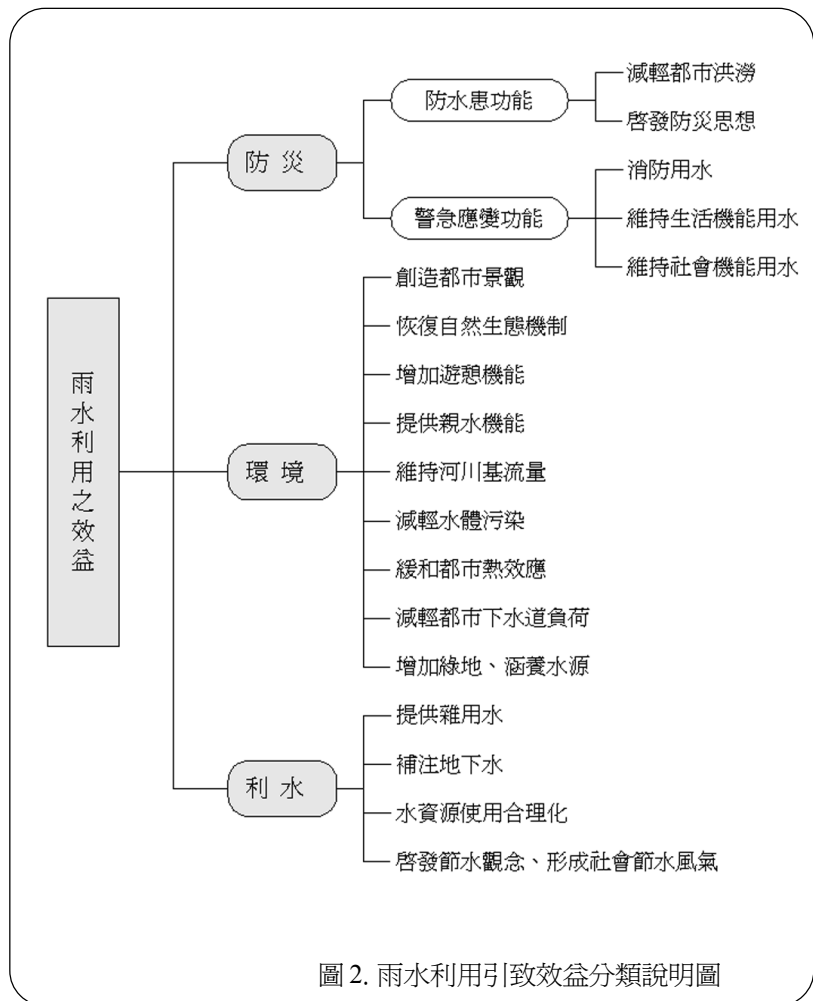 雨水利用之效益
防災
防水患功能
減輕都市洪澇
啓發防災思想
警急應變功能
消防用水
維持生活機能用水
維持社會機能用水
環境
創造都市景觀
恢復自然生態機制
增加遊憩機能
提供親水機能
維持河川基流量
減輕水體污染
緩和都市熱效應
減輕都市下水道負荷
增加綠地、涵養水源
利水
提供雜用水
補注地下水
水資源使用合理化
啓發節水觀念、形成社會節水風氣
圖 2. 雨水利用引致效益分類說明圖